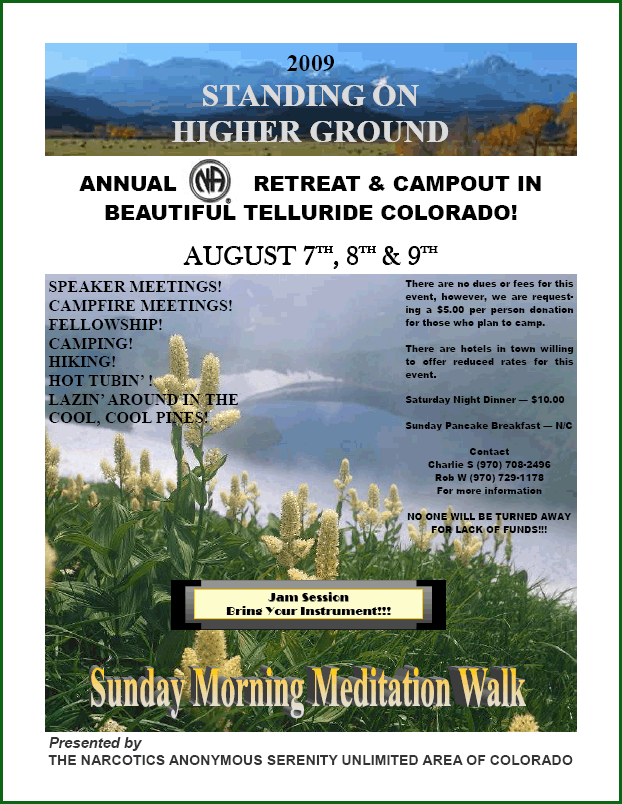 2009
STANDING ON
HIGHER GROUND
ANNUAL NA RETREAT & CAMPOUT IN
BEAUTIFUL TELLURIDE COLORADO!
AUGUST 7TH, 8TH & 9TH
SPEAKER MEETINGS!
CAMPFIRE MEETINGS!
FELLOWSHIP!
CAMPING!
HIKING!
HOT TUBIN' !
LAZIN' AROUND IN THE
COOL, COOL PINES!
There are no dues or fees for this
event, however, we are request-
ing a $5.00 per person donation
for those who plan to camp.
There are hotels in town willing
to offer reduced rates for this
event.
Saturday Night Dinner — $10.00
Sunday Pancake Breakfast — N/C
Contact
Charlie S (970) 708-2496
Rob W (970) 729-1178
For more information
NO ONE WILL BE TURNED AWAY
FOR LACK OF FUNDS!!!
Jam Session
Bring Your Instrument!!!
Sunday Morning Meditation Walk
Presented by
THE NARCOTICS ANONYMOUS SERENITY UNLIMITED AREA OF COLORADO